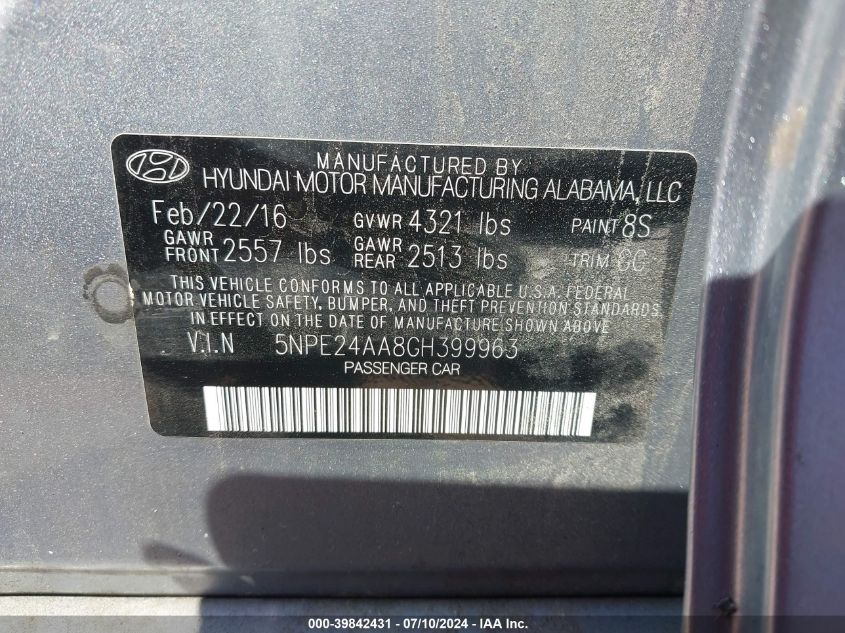 MANUFACTURED BY
HYUNDAI MOTOR MANUFACTURING ALABAMA, LLC
Feb/22/16 GVWR 4321 lbs PAINT 8S
GAWR FRONT 2557 lbs GAWR REAR 2513 lbs TRIM
THIS VEHICLE CONFORMS TO ALL APPLICABLE U.S.A. FEDERAL
MOTOR VEHICLE SAFETY, BUMPER, AND THEFT PREVENTION STANDARDS
IN EFFECT ON THE DATE OF MANUFACTURE SHOWN ABOVE
V.I.N 5NPE24AA8GH399963
PASSENGER CAR
000-39842431 - 07/10/2024 - IAA Inc.